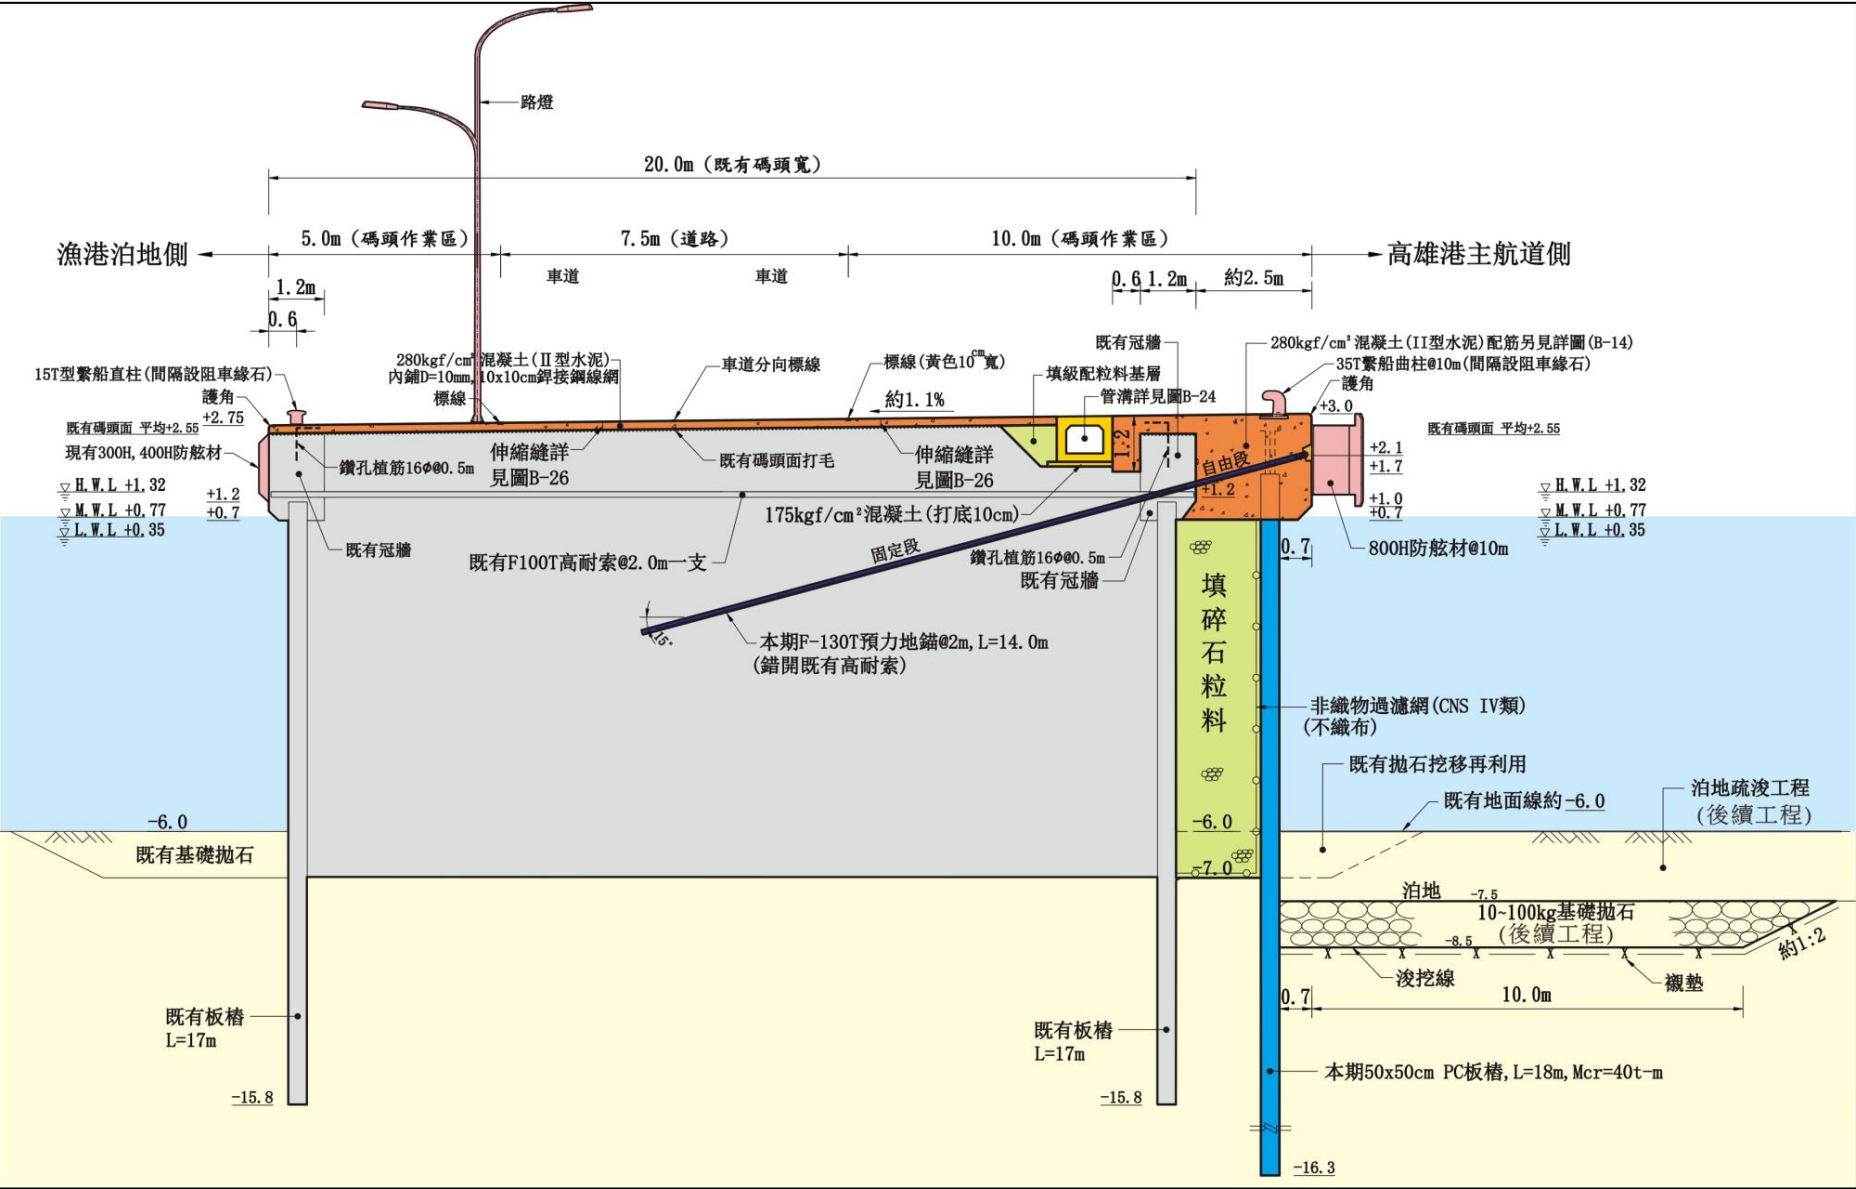 路燈
20.0m (既有碼頭寬)
漁港泊地側
5.0m (碼頭作業區)
7.5m (道路)
10.0m (碼頭作業區)
高雄港主航道側
車道
車道
1.2m
0.6
0.6
1.2m
約2.5m
280kgf/cm²混凝土(Ⅱ型水泥)
內鋪D=10mm,10x10cm銲接鋼線網
標線
車道分向標線
標線(黃色10cm寬)
約1.1%
既有冠牆
填級配粒料基層
管溝詳見圖B-24
280kgf/cm²混凝土(II型水泥)配筋另見詳圖(B-14)
35T繫船曲柱@10m(間隔設阻車緣石)
護角
+3.0
15T型繫船直柱(間隔設阻車緣石)
護角
既有碼頭面 平均+2.55
+2.75
現有300H,400H防舷材
H.W.L +1.32
M.W.L +0.77
L.W.L +0.35
+1.2
+0.7
鑽孔植筋16φ@0.5m
伸縮縫詳
見圖B-26
既有碼頭面打毛
伸縮縫詳
見圖B-26
1.2
自由段
+1.2
既有碼頭面 平均+2.55
+2.1
+1.7
+1.0
+0.7
H.W.L +1.32
M.W.L +0.77
L.W.L +0.35
800H防舷材@10m
0.7
既有冠牆
既有F100T高耐索@2.0m一支
175kgf/cm²混凝土(打底10cm)
固定段
鑽孔植筋16φ@0.5m
既有冠牆
15°
本期F-130T預力地錨@2m,L=14.0m
(錯開既有高耐索)
填碎石粒料
非織物過濾網(CNS IV類)
(不織布)
既有拋石挖移再利用
既有地面線約-6.0
泊地疏浚工程
(後續工程)
-6.0
既有基礎拋石
-6.0
-7.0
泊地
-7.5
10~100kg基礎拋石
(後續工程)
-8.5
約1:2
浚挖線
襯墊
0.7
10.0m
既有板樁
L=17m
既有板樁
L=17m
本期50x50cm PC板樁,L=18m,Mcr=40t-m
-15.8
-15.8
-16.3